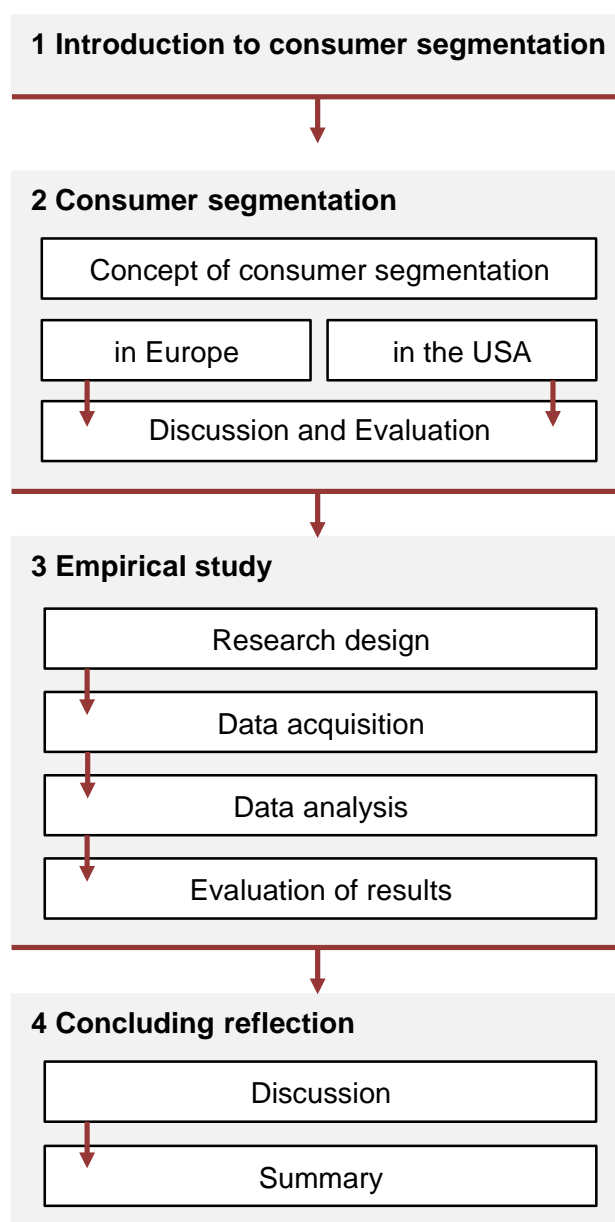 1 Introduction to consumer segmentation
2 Consumer segmentation
Concept of consumer segmentation
in Europe
in the USA
Discussion and Evaluation
3 Empirical study
Research design
Data acquisition
Data analysis
Evaluation of results
4 Concluding reflection
Discussion
Summary